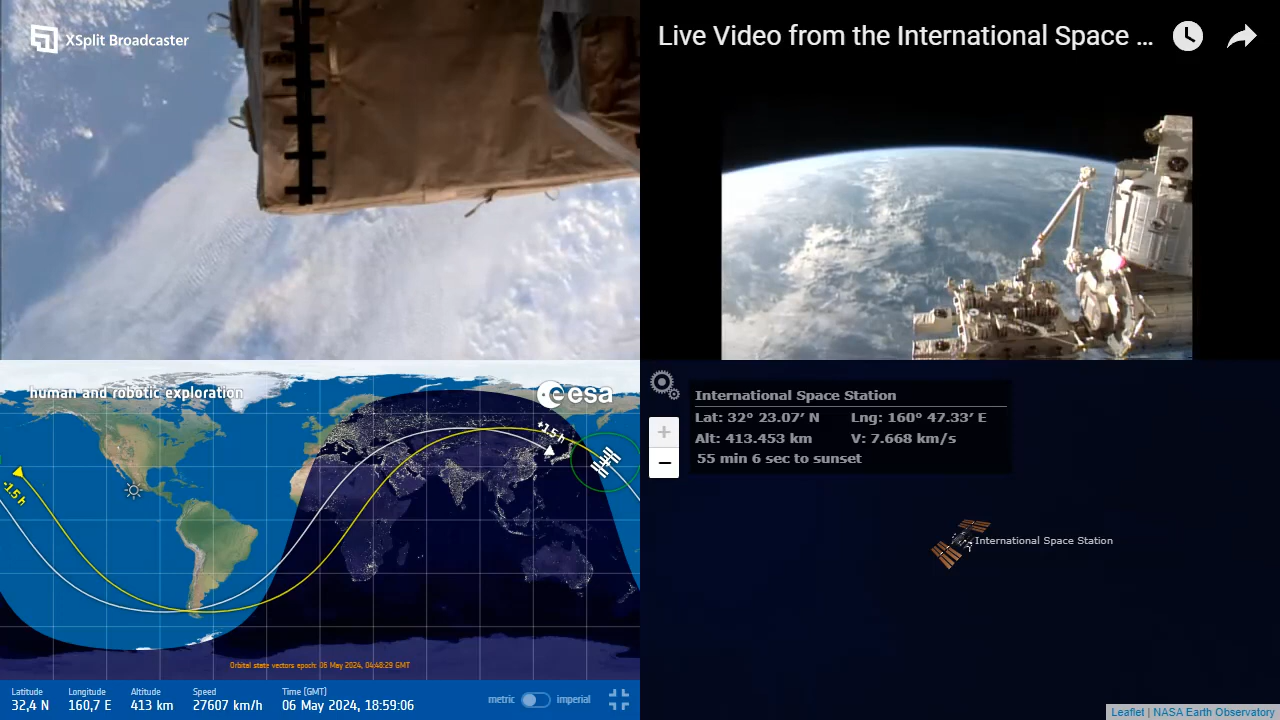 XSplit Broadcaster
Live Video from the International Space ...
human and robotic exploration
esa
+1.5 h
-1.5 h
Orbital state vectors epoch: 06 May 2024, 04:48:29 GMT
Latitude
32,4 N
Longitude
160,7 E
Altitude
413 km
Speed
27607 km/h
Time (GMT)
06 May 2024, 18:59:06
metric
imperial
+
−
International Space Station
Lat: 32° 23.07′ N Lng: 160° 47.33′ E
Alt: 413.453 km V: 7.668 km/s
55 min 6 sec to sunset
International Space Station
Leaflet | NASA Earth Observatory